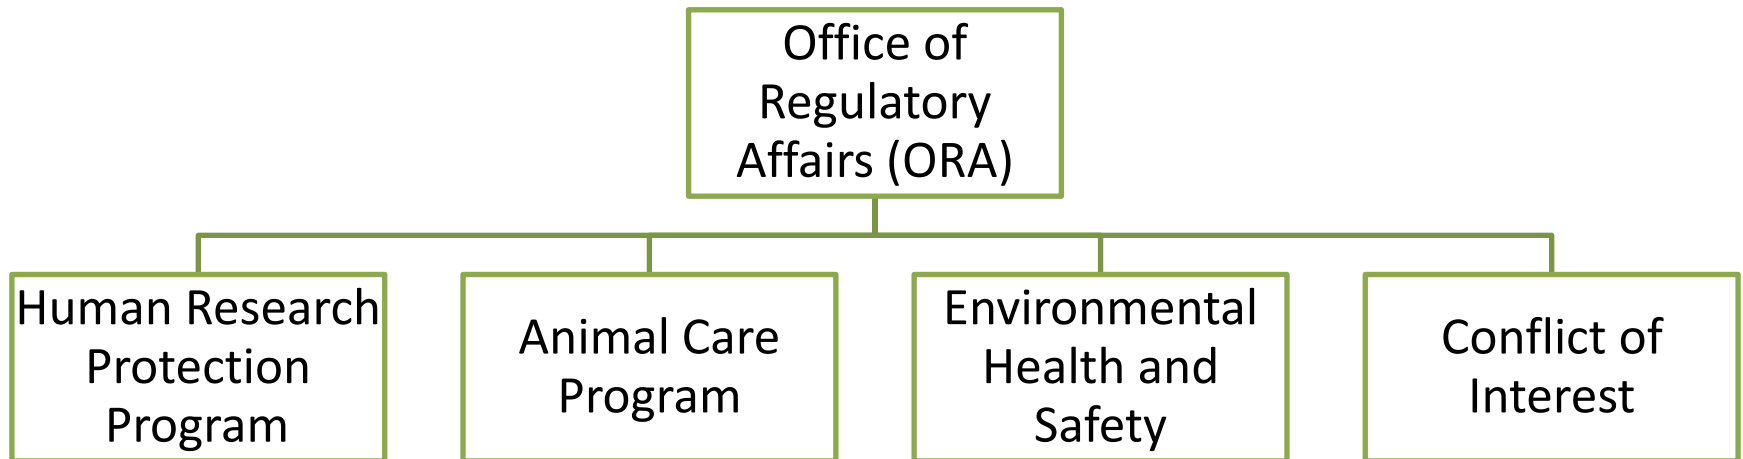 Office of
Regulatory
Affairs (ORA)
Human Research
Protection
Program
Animal Care
Program
Environmental
Health and
Safety
Conflict of
Interest